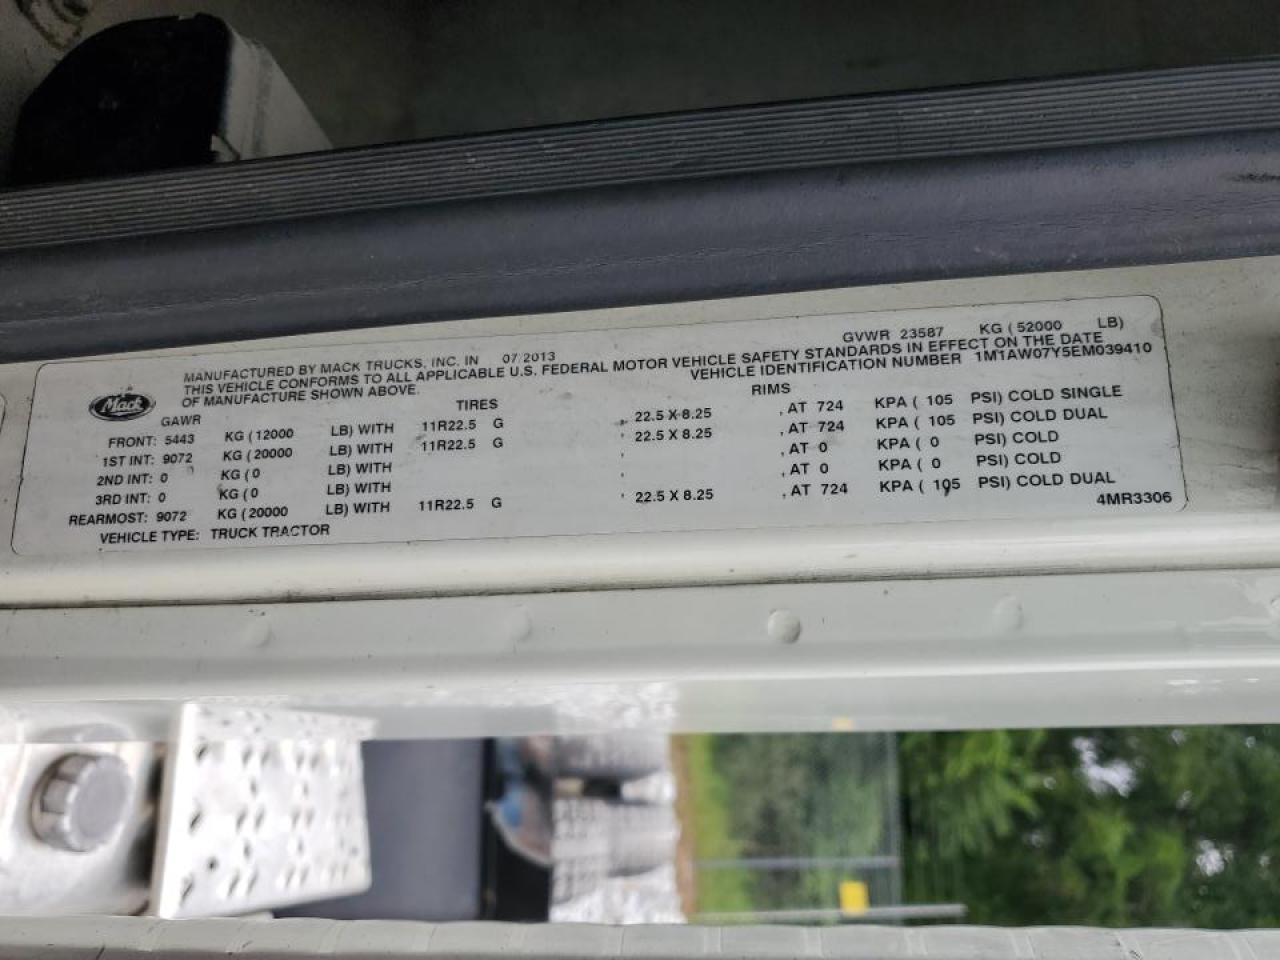 MANUFACTURED BY MACK TRUCKS, INC. IN 07/2013 GVWR 23587 KG (52000 LB)
THIS VEHICLE CONFORMS TO ALL APPLICABLE U.S. FEDERAL MOTOR VEHICLE SAFETY STANDARDS IN EFFECT ON THE DATE
OF MANUFACTURE SHOWN ABOVE. VEHICLE IDENTIFICATION NUMBER 1M1AW07Y5EM039410
Mack
GAWR TIRES RIMS
FRONT: 5443 KG (12000 LB) WITH 11R22.5 G , 22.5 X 8.25 , AT 724 KPA ( 105 PSI) COLD SINGLE
1ST INT: 9072 KG (20000 LB) WITH 11R22.5 G , 22.5 X 8.25 , AT 724 KPA ( 105 PSI) COLD DUAL
2ND INT: 0 KG (0 LB) WITH , , AT 0 KPA ( 0 PSI) COLD
3RD INT: 0 KG (0 LB) WITH , , AT 0 KPA ( 0 PSI) COLD
REARMOST: 9072 KG (20000 LB) WITH 11R22.5 G , 22.5 X 8.25 , AT 724 KPA ( 105 PSI) COLD DUAL
VEHICLE TYPE: TRUCK TRACTOR 4MR3306